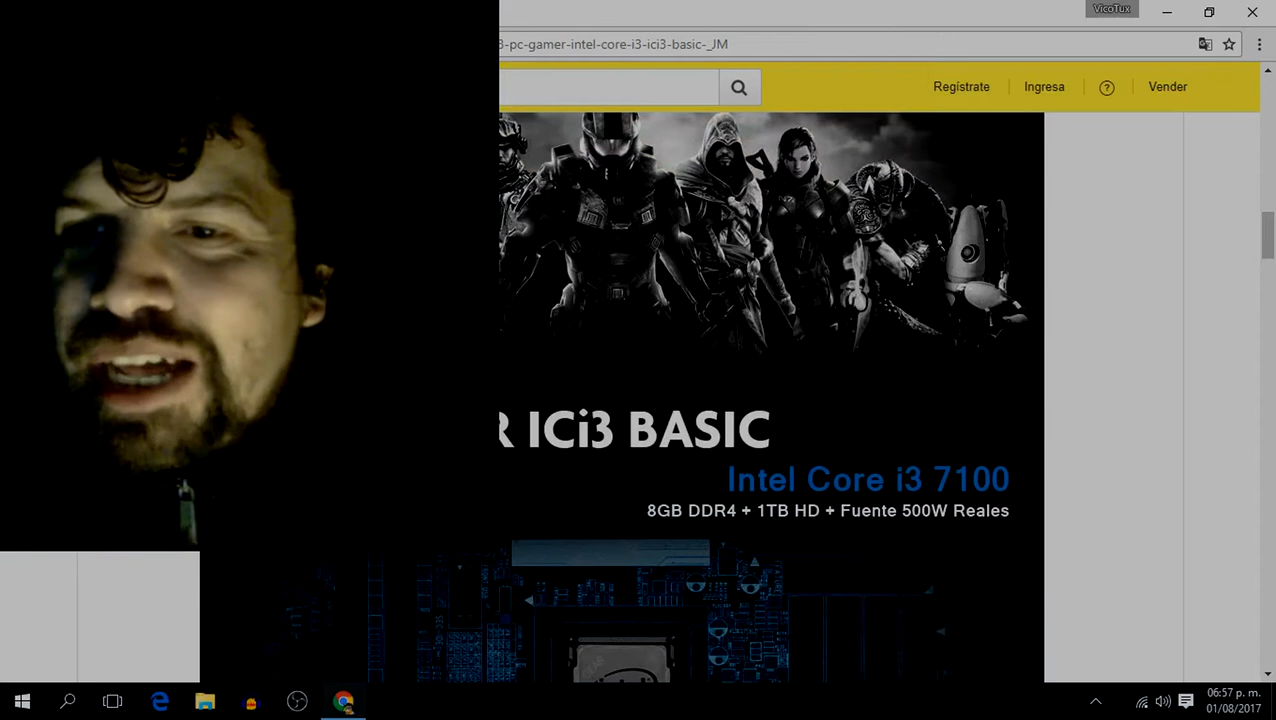 VicoTux
3-pc-gamer-intel-core-i3-ici3-basic-_JM
Regístrate
Ingresa
?
Vender
R ICi3 BASIC
Intel Core i3 7100
8GB DDR4 + 1TB HD + Fuente 500W Reales
06:57 p. m.
01/08/2017